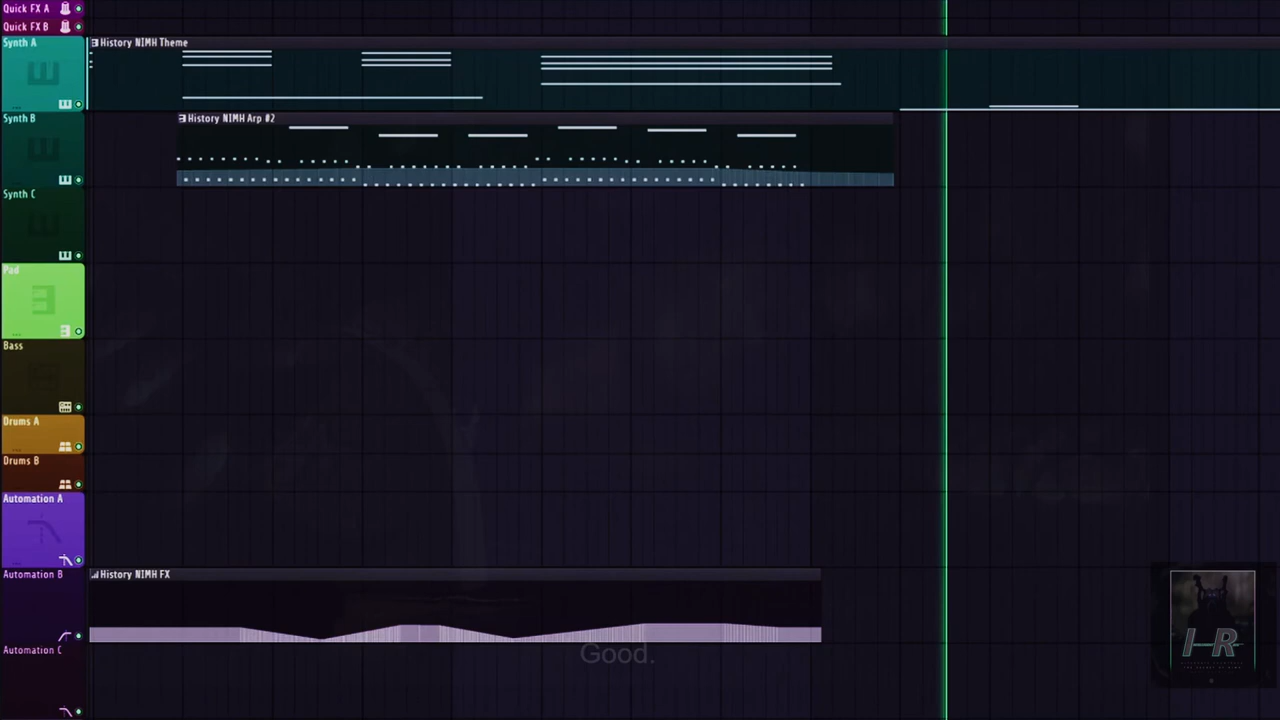 Quick FX A
Quick FX B
Synth A
History NIMH Theme
Synth B
History NIMH Arp #2
Synth C
Pad
Bass
Drums A
Drums B
Automation A
Automation B
History NIMH FX
Good.
Automation C
I-R